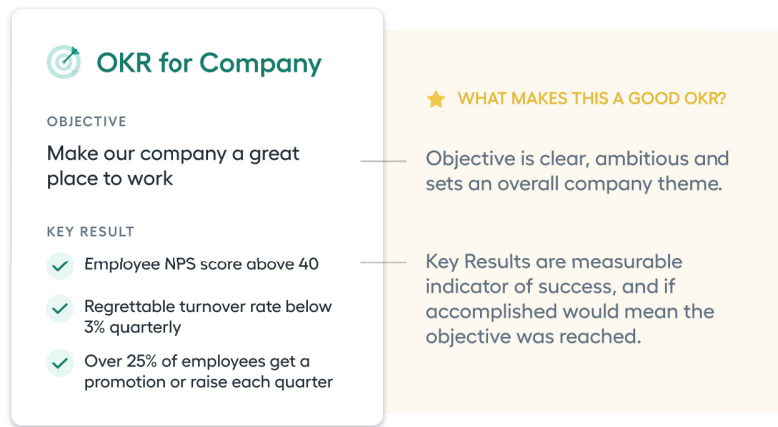 OKR for Company
OBJECTIVE
Make our company a great
place to work
KEY RESULT
Employee NPS score above 40
Regrettable turnover rate below
3% quarterly
Over 25% of employees get a
promotion or raise each quarter
WHAT MAKES THIS A GOOD OKR?
Objective is clear, ambitious and
sets an overall company theme.
Key Results are measurable
indicator of success, and if
accomplished would mean the
objective was reached.